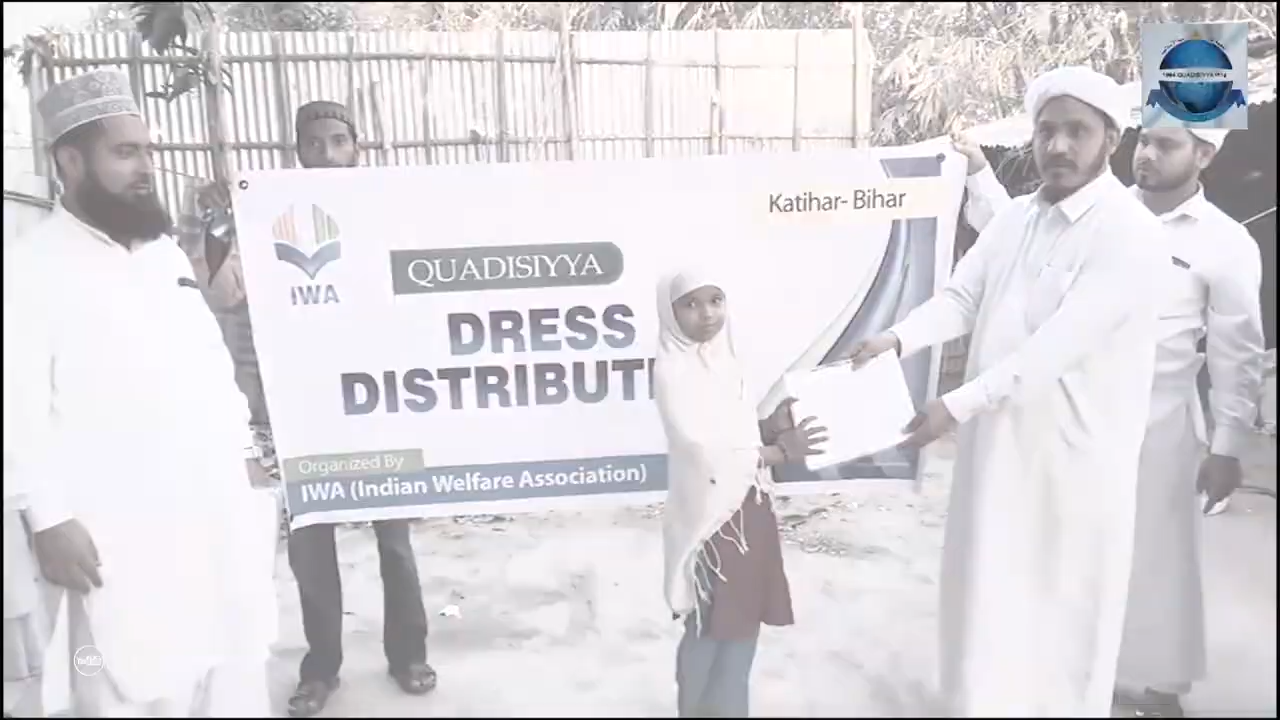 Katihar- Bihar
IWA
QUADISIYYA
DRESS
DISTRIBUTI
Organized By
IWA (Indian Welfare Association)